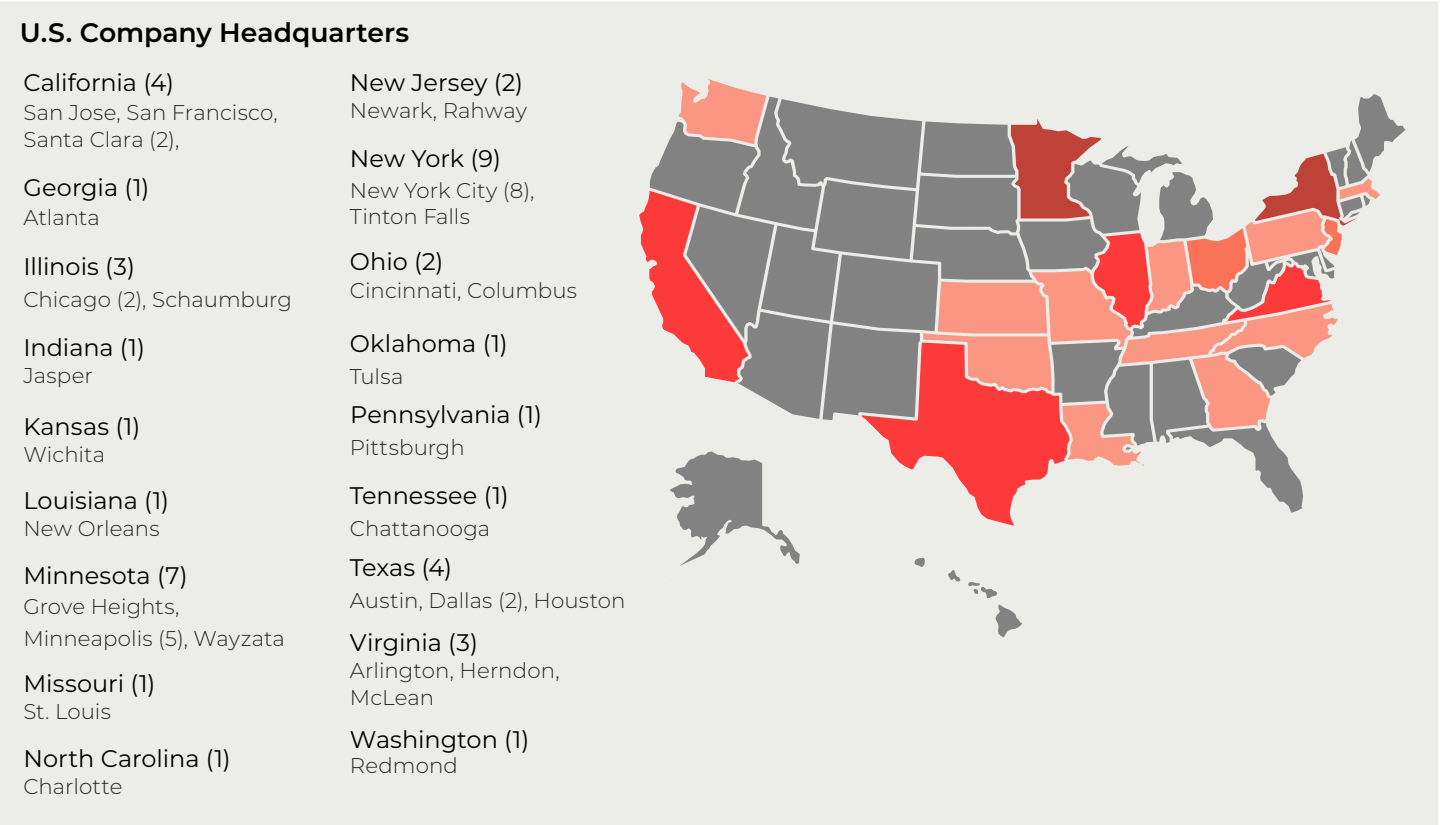 U.S. Company Headquarters
California (4)
San Jose, San Francisco,
Santa Clara (2),
Georgia (1)
Atlanta
Illinois (3)
Chicago (2), Schaumburg
Indiana (1)
Jasper
Kansas (1)
Wichita
Louisiana (1)
New Orleans
Minnesota (7)
Grove Heights,
Minneapolis (5), Wayzata
Missouri (1)
St. Louis
North Carolina (1)
Charlotte
New Jersey (2)
Newark, Rahway
New York (9)
New York City (8),
Tinton Falls
Ohio (2)
Cincinnati, Columbus
Oklahoma (1)
Tulsa
Pennsylvania (1)
Pittsburgh
Tennessee (1)
Chattanooga
Texas (4)
Austin, Dallas (2), Houston
Virginia (3)
Arlington, Herndon,
McLean
Washington (1)
Redmond